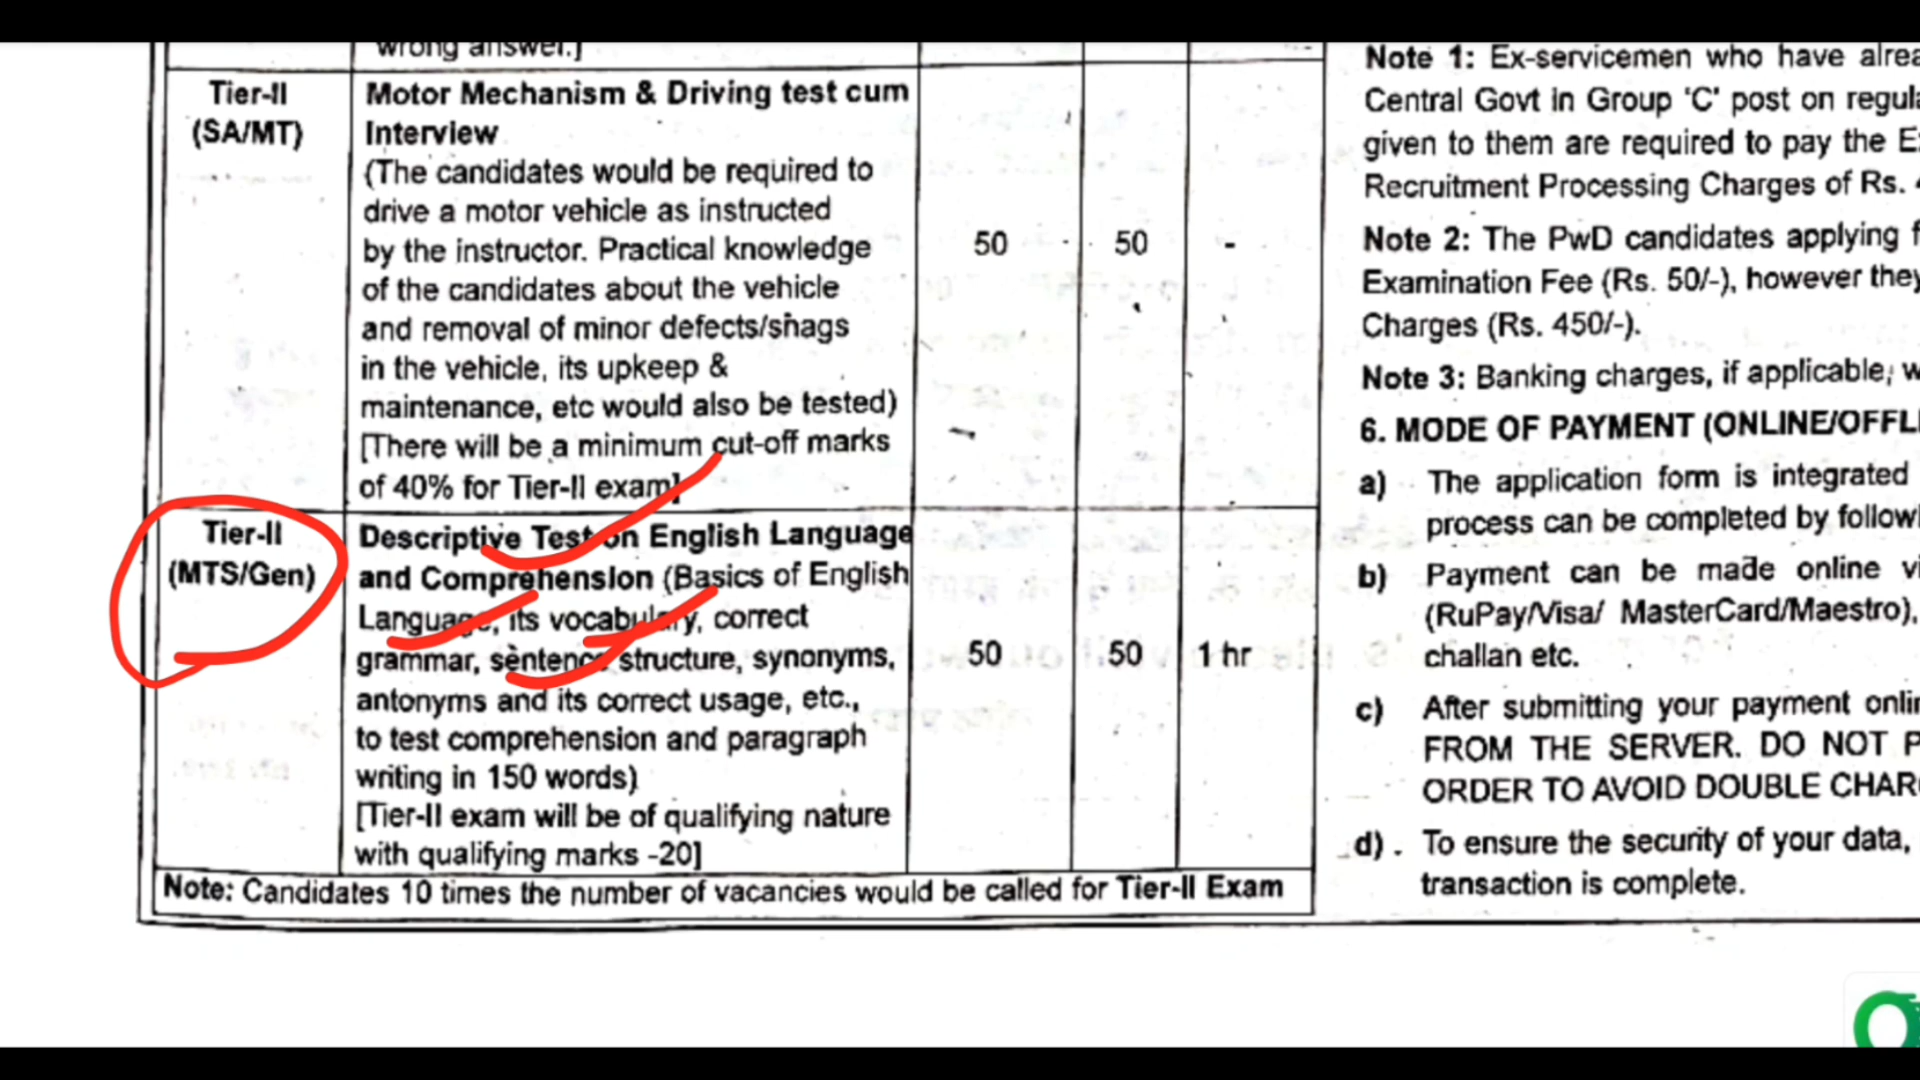 wrong answer.]
Tier-II
(SA/MT)
Motor Mechanism & Driving test cum
Interview
(The candidates would be required to
drive a motor vehicle as instructed
by the instructor. Practical knowledge
of the candidates about the vehicle
and removal of minor defects/snags
in the vehicle, its upkeep &
maintenance, etc would also be tested)
[There will be a minimum cut-off marks
of 40% for Tier-II exam]
50
50
-
Tier-II
(MTS/Gen)
Descriptive Test on English Language
and Comprehension (Basics of English
Language, its vocabulary, correct
grammar, sentence structure, synonyms,
antonyms and its correct usage, etc.,
to test comprehension and paragraph
writing in 150 words)
[Tier-II exam will be of qualifying nature
with qualifying marks -20]
50
50
1 hr
Note: Candidates 10 times the number of vacancies would be called for Tier-II Exam
Note 1: Ex-servicemen who have
Central Govt in Group 'C' post on
given to them are required to pay the
Recruitment Processing Charges of Rs.
Note 2: The PwD candidates applying
Examination Fee (Rs. 50/-), however they
Charges (Rs. 450/-).
Note 3: Banking charges, if applicable,
6. MODE OF PAYMENT (ONLINE/OFFL
a) The application form is integrated
process can be completed by
b) Payment can be made online
(RuPay/Visa/ MasterCard/Maestro),
challan etc.
c) After submitting your payment
FROM THE SERVER. DO NOT P
ORDER TO AVOID DOUBLE CHAR
d). To ensure the security of your data,
transaction is complete.